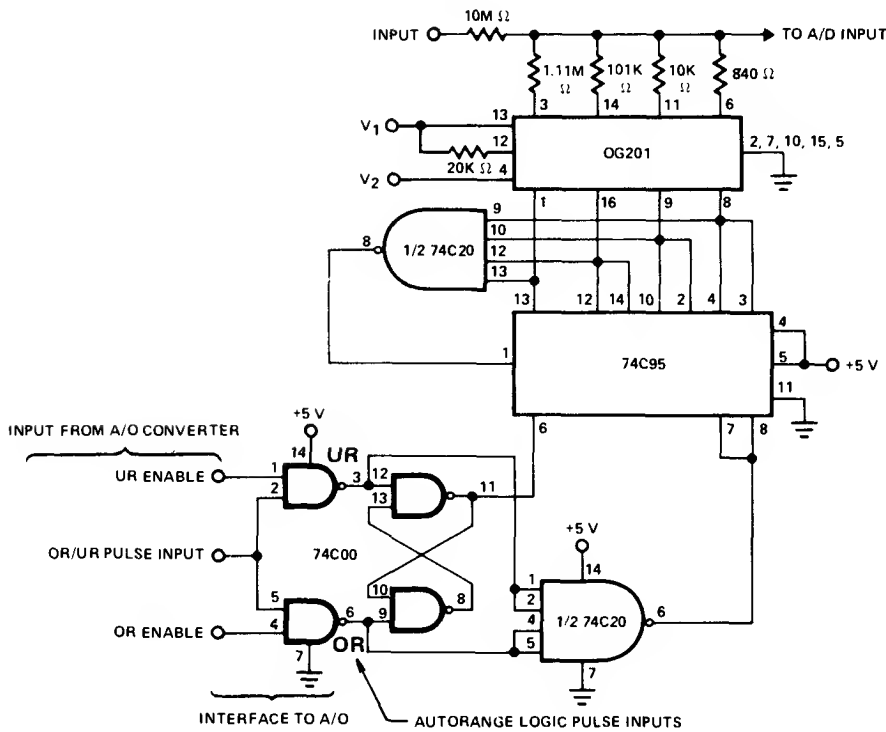 10M Ω
INPUT
TO A/D INPUT
1.11M Ω
101K Ω
10K Ω
840 Ω
3 14 11 6
13
V1
12
20K Ω
OG201
2, 7, 10, 15, 5
4
V2
1 16 9 8
9
8
10
1/2 74C20
12
13
13 12 14 10 2 4 3
4
1
74C95
5
+5 V
11
6 7 8
+5 V
INPUT FROM A/O CONVERTER
14
UR
UR ENABLE
1
3
12
2
13
11
+5 V
OR/UR PULSE INPUT
74C00
14
1
5
10
8
2
1/2 74C20
6
OR ENABLE
4
6
9
4
5
7
OR
7
INTERFACE TO A/O
AUTORANGE LOGIC PULSE INPUTS